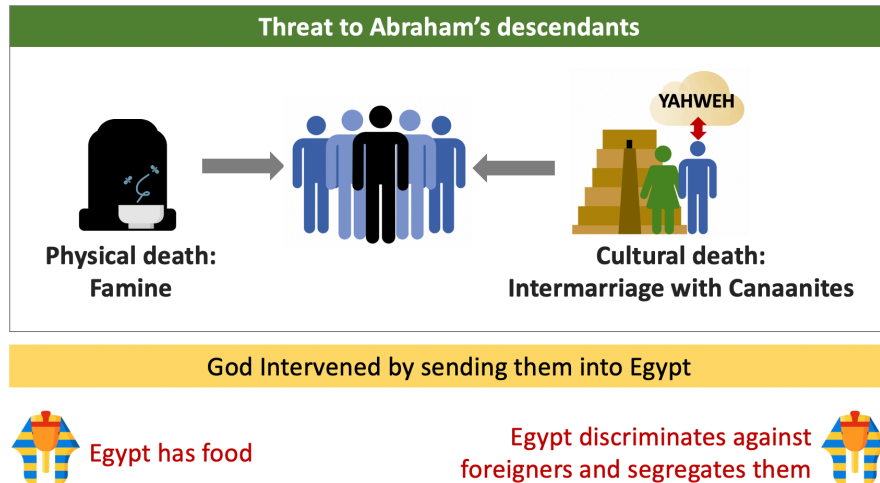 Threat to Abraham's descendants
YAHWEH
Physical death:
Famine
Cultural death:
Intermarriage with Canaanites
God Intervened by sending them into Egypt
Egypt has food
Egypt discriminates against
foreigners and segregates them